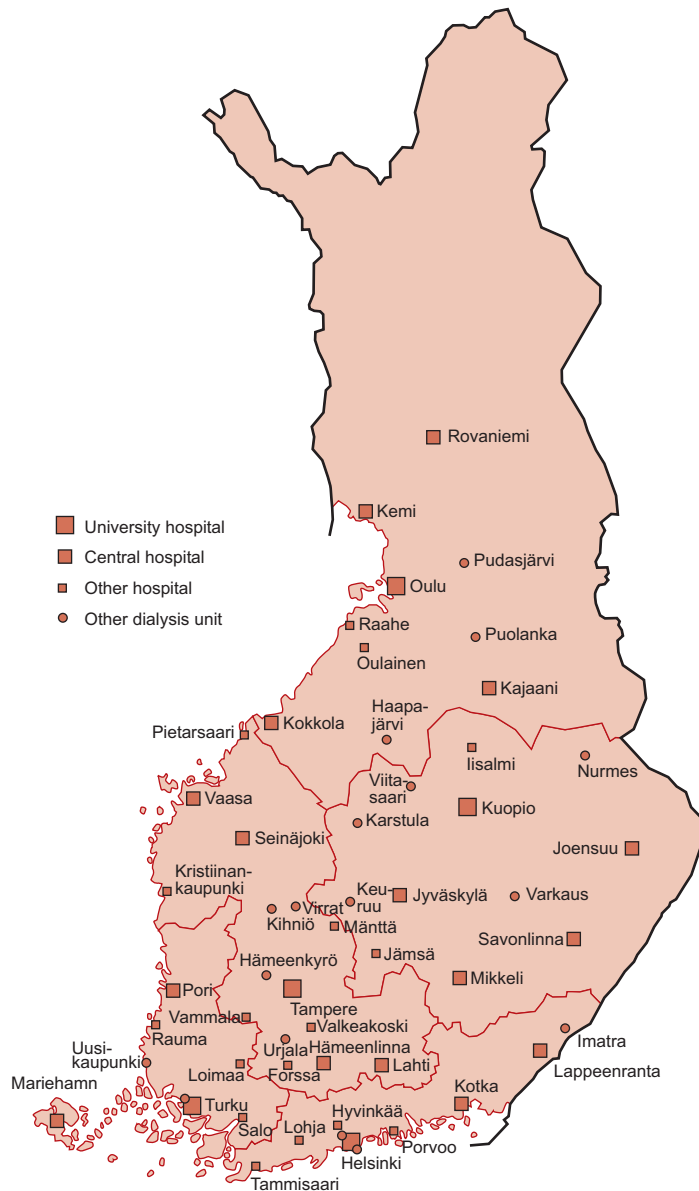 Rovaniemi
Kemi
University hospital
Central hospital
Other hospital
Other dialysis unit
Pudasjärvi
Oulu
Raahe
Puolanka
Oulainen
Kajaani
Haapa-
järvi
Kokkola
Pietarsaari
Iisalmi
Nurmes
Viita-
saari
Vaasa
Kuopio
Karstula
Seinäjoki
Joensuu
Kristiinan-
kaupunki
Keu-
ruu
Jyväskylä
Varkaus
Virrat
Kihniö
Mänttä
Savonlinna
Jämsä
Hämeenkyrö
Mikkeli
Pori
Tampere
Vammala
Valkeakoski
Rauma
Imatra
Urjala
Hämeenlinna
Uusi-
kaupunki
Loimaa
Forssa
Lahti
Lappeenranta
Mariehamn
Kotka
Turku
Hyvinkää
Salo
Lohja
Porvoo
Helsinki
Tammisaari